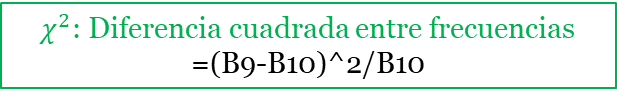 χ²: Diferencia cuadrada entre frecuencias
=(B9-B10)^2/B10